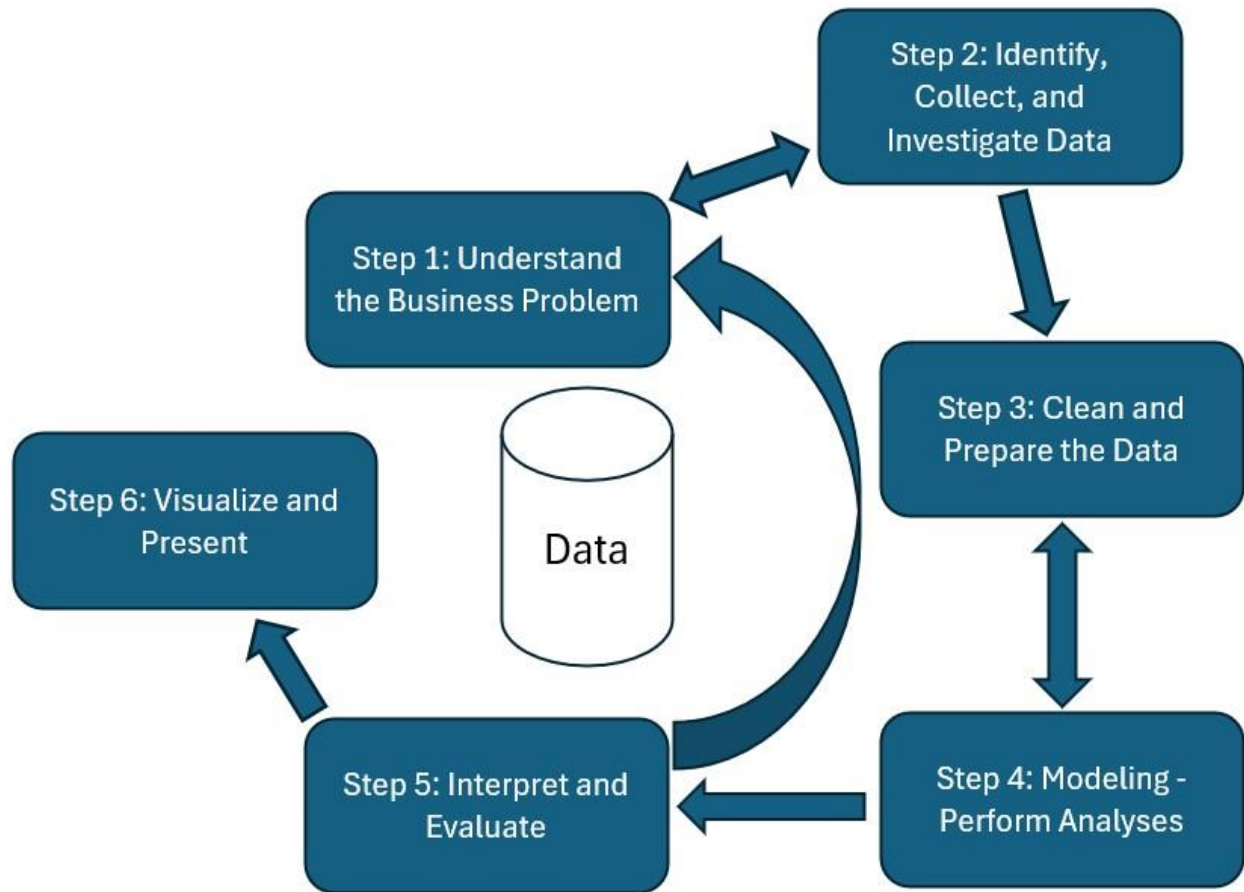 Step 1: Understand
the Business Problem
Step 2: Identify,
Collect, and
Investigate Data
Step 3: Clean and
Prepare the Data
Step 4: Modeling -
Perform Analyses
Step 5: Interpret and
Evaluate
Step 6: Visualize and
Present
Data